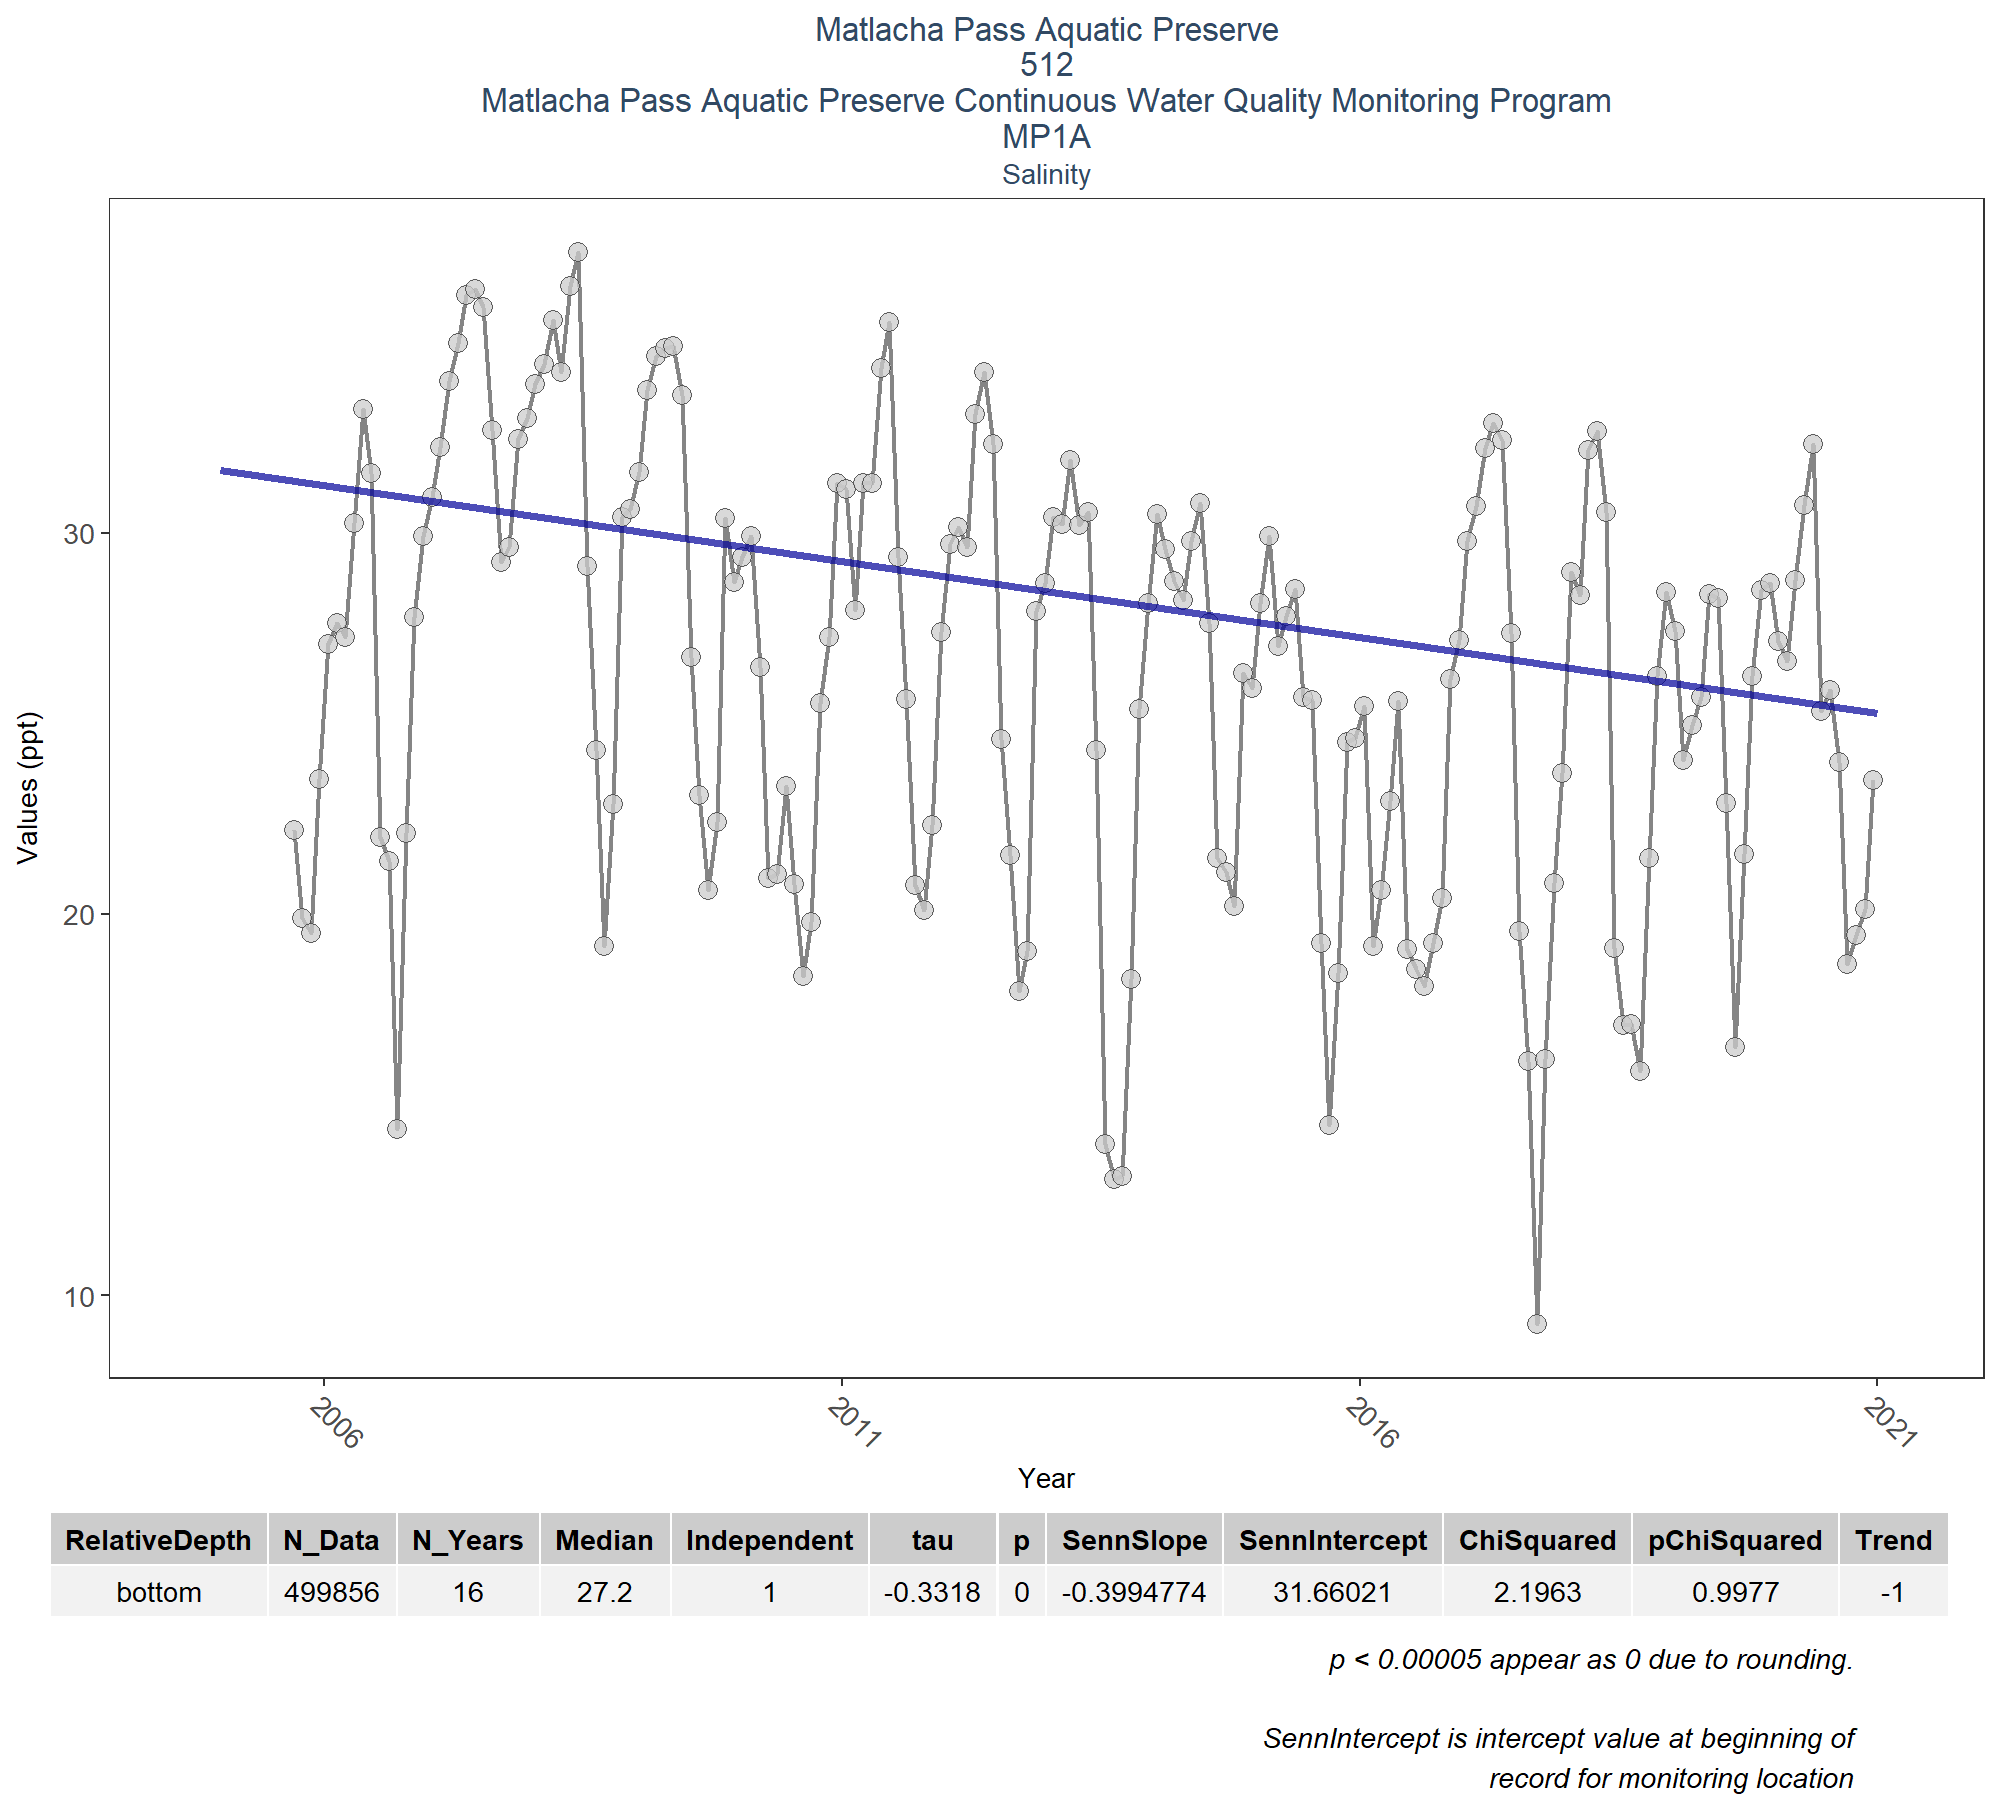 Matlacha Pass Aquatic Preserve
512
Matlacha Pass Aquatic Preserve Continuous Water Quality Monitoring Program
MP1A
Salinity
Values (ppt)
30
20
10
2006
2011
2016
2021
Year
RelativeDepth N_Data N_Years Median Independent tau p SennSlope SennIntercept ChiSquared pChiSquared Trend
bottom 499856 16 27.2 1 -0.3318 0 -0.3994774 31.66021 2.1963 0.9977 -1
p < 0.00005 appear as 0 due to rounding.
SennIntercept is intercept value at beginning of
record for monitoring location